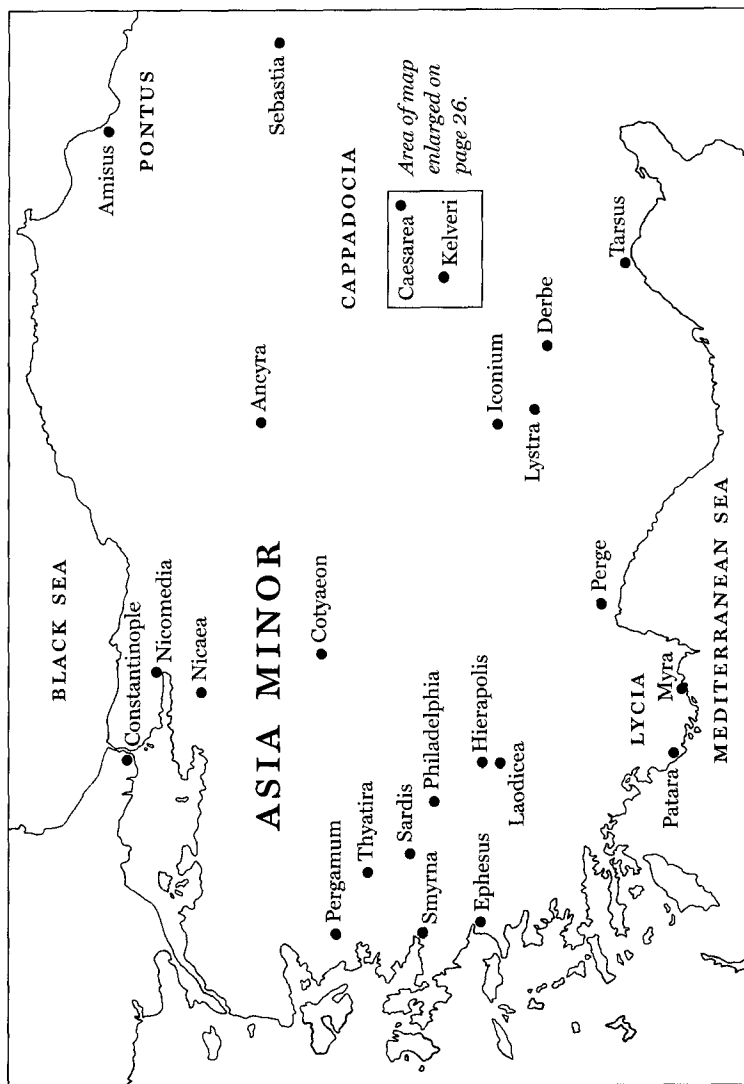 BLACK SEA
Amisus
PONTUS
Constantinople
Nicomedia
Nicaea
Ancyra
Sebastia
ASIA MINOR
Cotyaeon
CAPPADOCIA
Pergamum
Thyatira
Caesarea
Kelveri
Area of map
enlarged on
page 26.
Sardis
Smyrna
Philadelphia
Ephesus
Hierapolis
Laodicea
Iconium
Lystra
Derbe
Perge
Tarsus
LYCIA
Patara
Myra
MEDITERRANEAN SEA